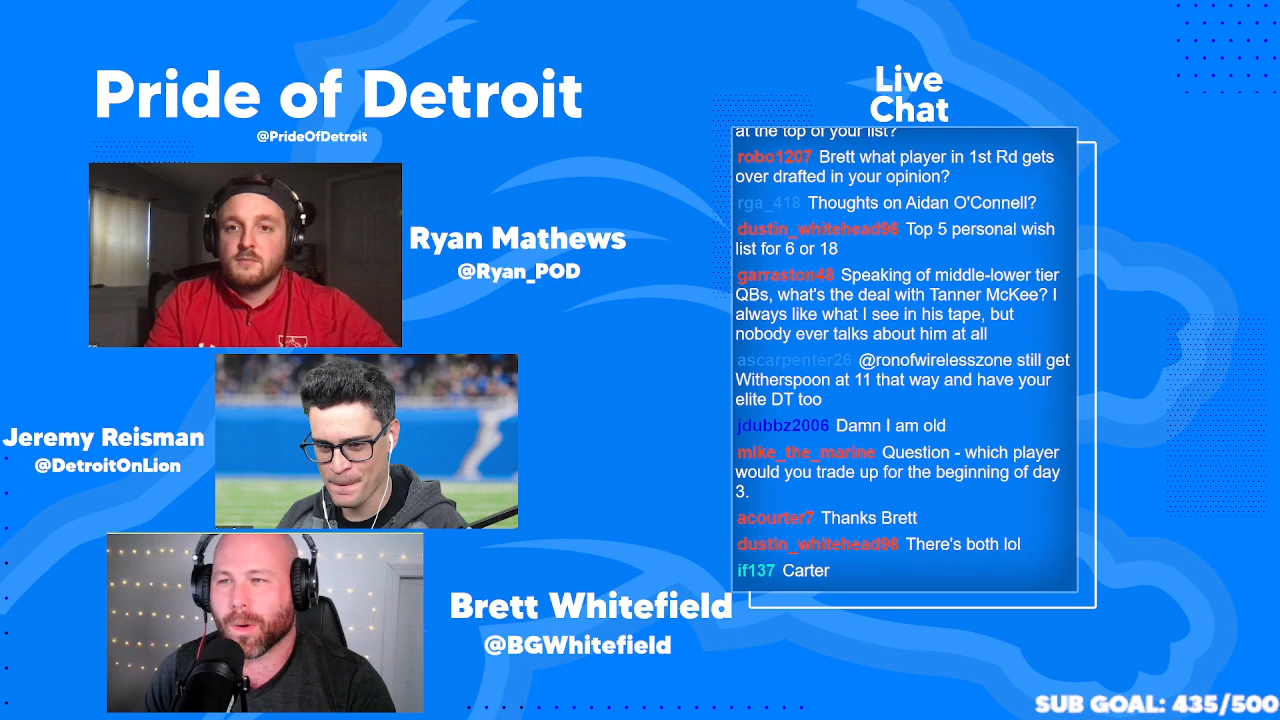 Pride of Detroit
@PrideOfDetroit
Ryan Mathews
@Ryan_POD
Jeremy Reisman
@DetroitOnLion
Brett Whitefield
@BGWhitefield
Live
Chat
at the top of your list?
robo1207 Brett what player in 1st Rd gets
over drafted in your opinion?
rga_418 Thoughts on Aidan O'Connell?
dustin_whitehead96 Top 5 personal wish
list for 6 or 18
garraston48 Speaking of middle-lower tier
QBs, what's the deal with Tanner McKee? I
always like what I see in his tape, but
nobody ever talks about him at all
ascarpenter26 @ronofwirelesszone still get
Witherspoon at 11 that way and have your
elite DT too
jdubbz2006 Damn I am old
mike_the_marine Question - which player
would you trade up for the beginning of day
3.
acourter7 Thanks Brett
dustin_whitehead96 There's both lol
if137 Carter
SUB GOAL: 435/500